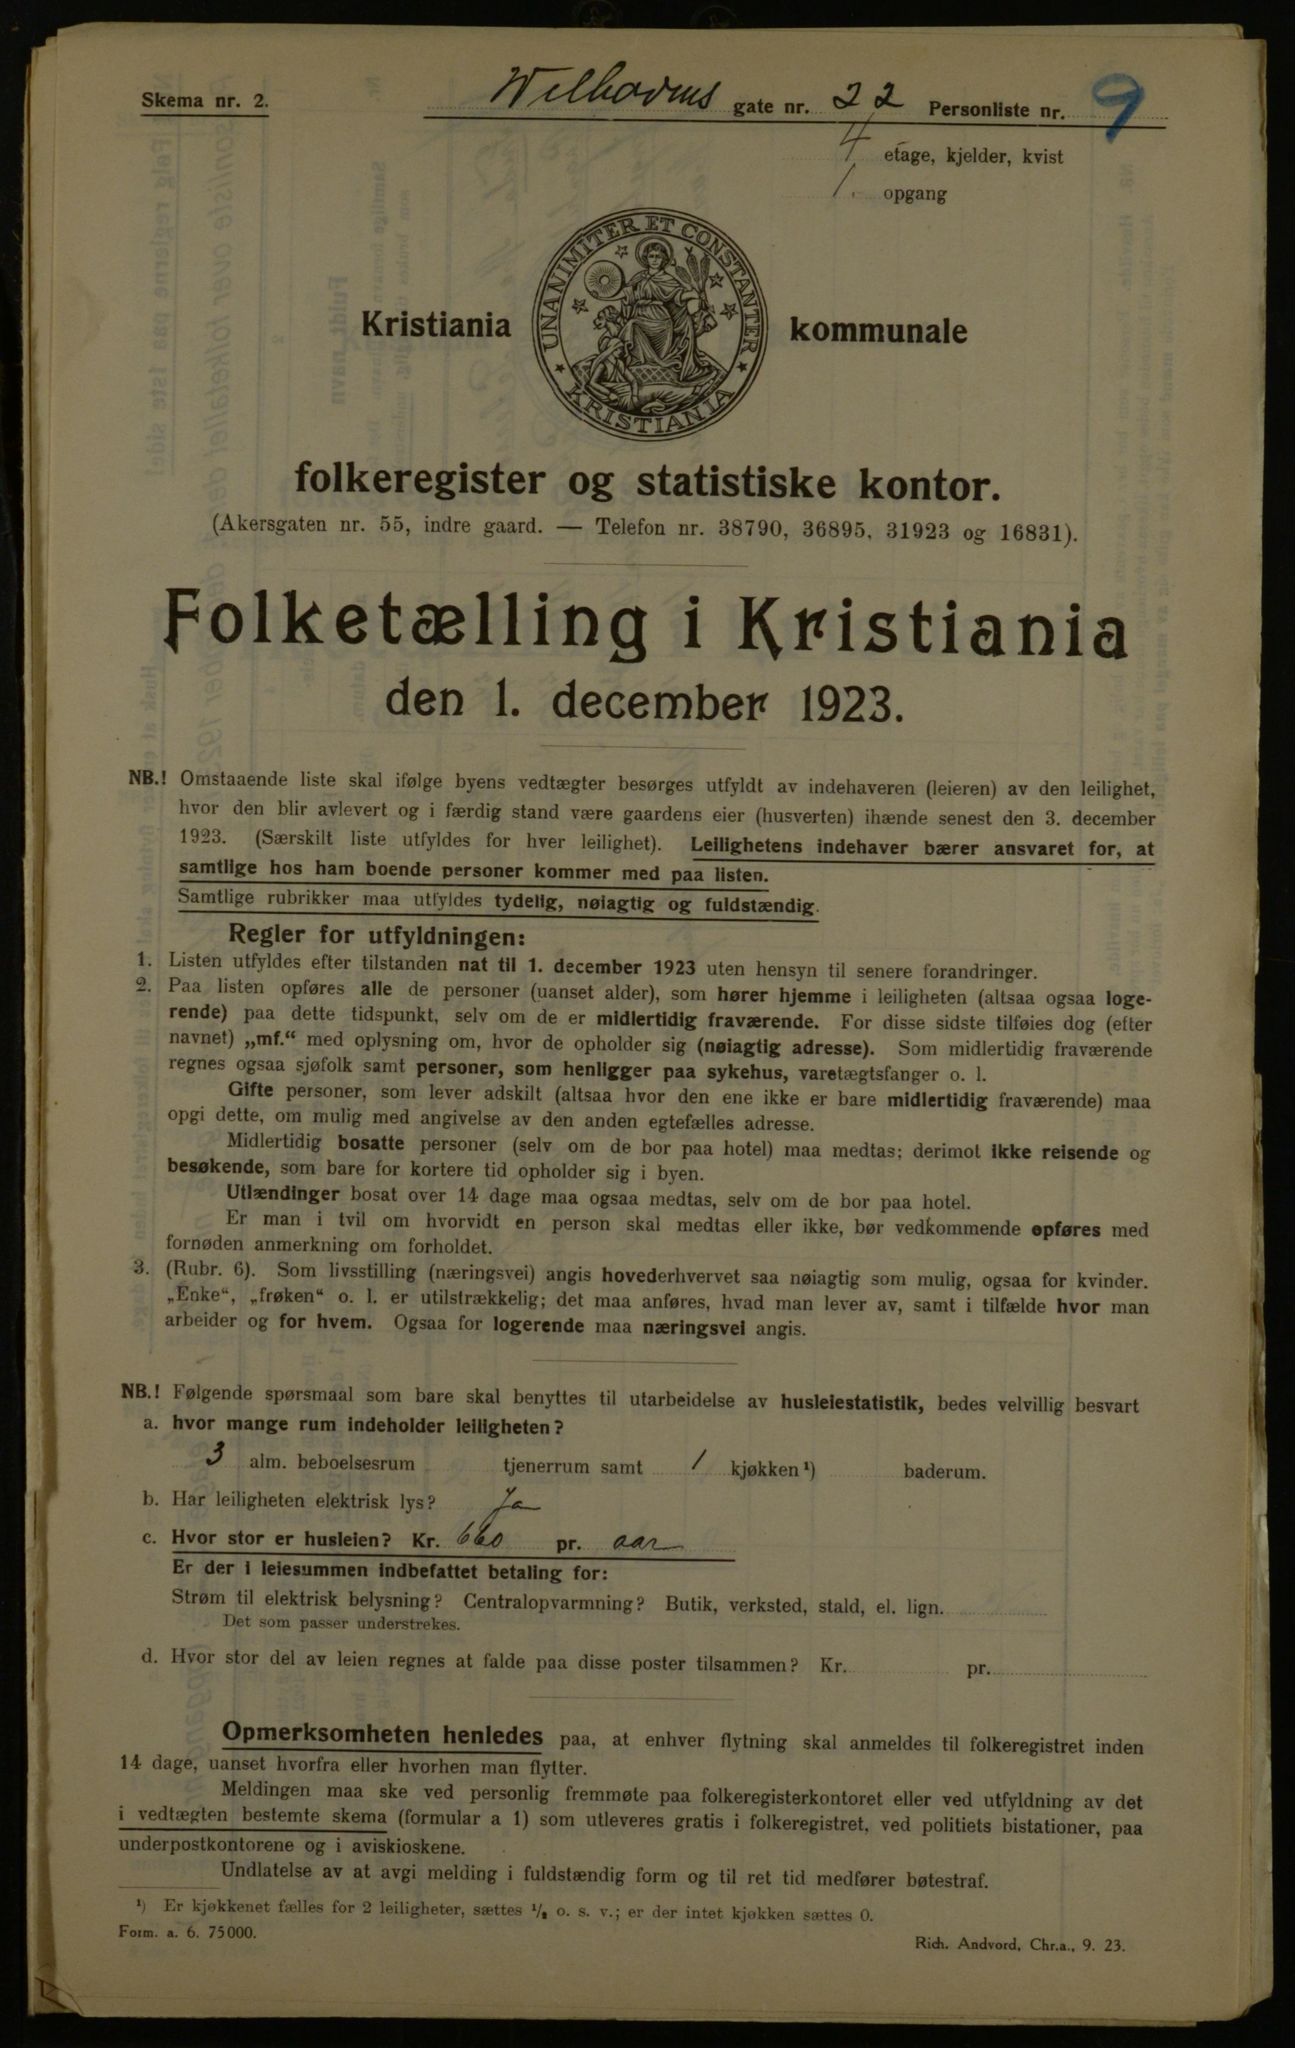 Skema nr. 2.
Welhavens gate nr. 22 Personliste nr. 9
4 etage, kjelder, kvist
1. opgang
UNANIMITER ET CONSTANTER
KRISTIANIA
Kristiania kommunale
folkeregister og statistiske kontor.
(Akersgaten nr. 55, indre gaard. — Telefon nr. 38790, 36895, 31923 og 16831).
Folketælling i Kristiania
den 1. december 1923.
NB.! Omstaaende liste skal ifølge byens vedtægter besørges utfyldt av indehaveren (leieren) av den leilighet,
hvor den blir avlevert og i færdig stand være gaardens eier (husverten) ihænde senest den 3. december
1923. (Særskilt liste utfyldes for hver leilighet). Leilighetens indehaver bærer ansvaret for, at
samtlige hos ham boende personer kommer med paa listen.
Samtlige rubrikker maa utfyldes tydelig, nøiagtig og fuldstændig.
Regler for utfyldningen:
1. Listen utfyldes efter tilstanden nat til 1. december 1923 uten hensyn til senere forandringer.
2. Paa listen opføres alle de personer (uanset alder), som hører hjemme i leiligheten (altsaa ogsaa loge-
rende) paa dette tidspunkt, selv om de er midlertidig fraværende. For disse sidste tilføies dog (efter
navnet) „mf.“ med oplysning om, hvor de opholder sig (nøiagtig adresse). Som midlertidig fraværende
regnes ogsaa sjøfolk samt personer, som henligger paa sykehus, varetægtsfanger o. l.
Gifte personer, som lever adskilt (altsaa hvor den ene ikke er bare midlertidig fraværende) maa
opgi dette, om mulig med angivelse av den anden egtefælles adresse.
Midlertidig bosatte personer (selv om de bor paa hotel) maa medtas; derimot ikke reisende og
besøkende, som bare for kortere tid opholder sig i byen.
Utlændinger bosat over 14 dage maa ogsaa medtas, selv om de bor paa hotel.
Er man i tvil om hvorvidt en person skal medtas eller ikke, bør vedkommende opføres med
fornøden anmerkning om forholdet.
3. (Rubr. 6). Som livsstilling (næringsvei) angis hovederhvervet saa nøiagtig som mulig, ogsaa for kvinder.
„Enke“, „frøken“ o. l. er utilstrækkelig; det maa anføres, hvad man lever av, samt i tilfælde hvor man
arbeider og for hvem. Ogsaa for logerende maa næringsvei angis.
NB.! Følgende spørsmaal som bare skal benyttes til utarbeidelse av husleiestatistik, bedes velvillig besvart
a. hvor mange rum indeholder leiligheten?
3 alm. beboelsesrum tjenerrum samt 1 kjøkken ¹) baderum.
b. Har leiligheten elektrisk lys? Ja
c. Hvor stor er husleien? Kr. 660 pr. aar
Er der i leiesummen indbefattet betaling for:
Strøm til elektrisk belysning? Centralopvarmning? Butik, verksted, stald, el. lign.
Det som passer understrekes.
d. Hvor stor del av leien regnes at falde paa disse poster tilsammen? Kr. pr.
Opmerksomheten henledes paa, at enhver flytning skal anmeldes til folkeregistret inden
14 dage, uanset hvorfra eller hvorhen man flytter.
Meldingen maa ske ved personlig fremmøte paa folkeregisterkontoret eller ved utfyldning av det
i vedtægten bestemte skema (formular a 1) som utleveres gratis i folkeregistret, ved politiets bistationer, paa
underpostkontorene og i aviskioskene.
Undlatelse av at avgi melding i fuldstændig form og til ret tid medfører bøtestraf.
¹) Er kjøkkenet fælles for 2 leiligheter, sættes ½ o. s. v.; er der intet kjøkken sættes 0.
Form. a. 6. 75000.
Rich. Andvord, Chr.a., 9. 23.